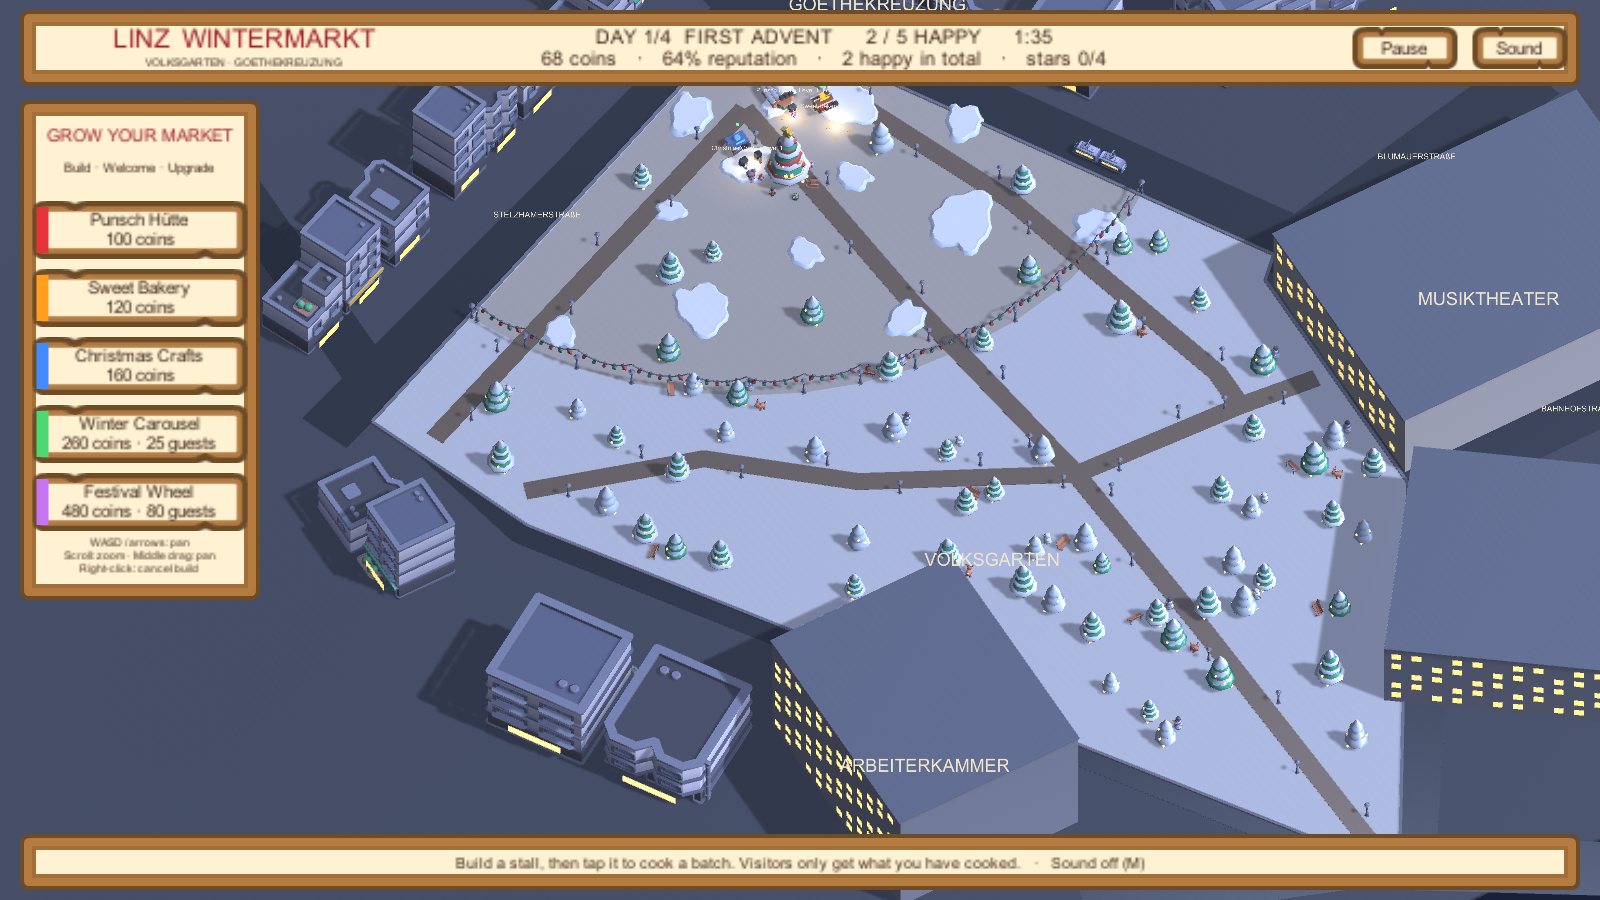 GOETHEKREUZUNG
LINZ WINTERMARKT
VOLKSGARTEN · GOETHEKREUZUNG
DAY 1/4 FIRST ADVENT 2 / 5 HAPPY 1:35
68 coins · 64% reputation · 2 happy in total · stars 0/4
Pause
Sound
GROW YOUR MARKET
Build · Welcome · Upgrade
Punsch Hütte
100 coins
Sweet Bakery
120 coins
Christmas Crafts
160 coins
Winter Carousel
260 coins · 25 guests
Festival Wheel
480 coins · 80 guests
WASD / arrows: pan
Scroll: zoom · Middle drag: pan
Right-click: cancel build
BLUMAUERSTRAßE
STELZHAMERSTRAßE
MUSIKTHEATER
VOLKSGARTEN
ARBEITERKAMMER
Build a stall, then tap it to cook a batch. Visitors only get what you have cooked. · Sound off (M)